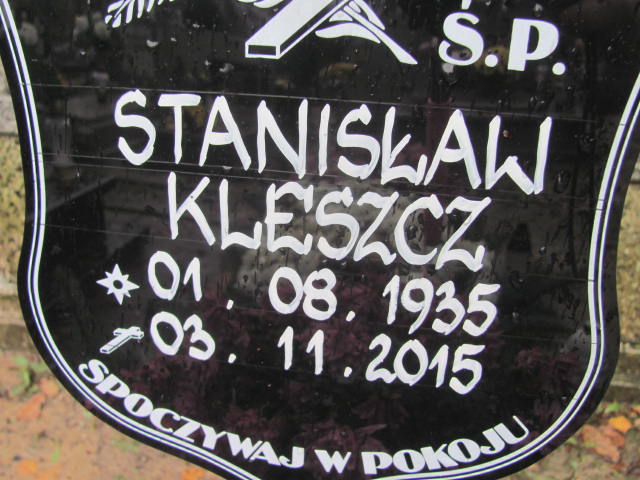 Ś.P.
STANISŁAW
KLESZCZ
01. 08. 1935
03. 11. 2015
SPOCZYWAJ W POKOJU